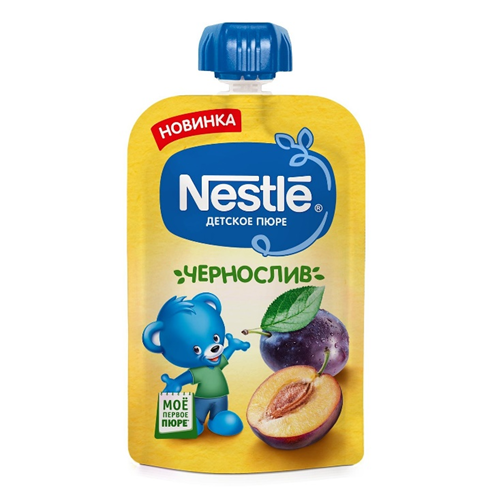 НОВИНКА
Nestlé®
ДЕТСКОЕ ПЮРЕ
ЧЕРНОСЛИВ
МОЁ
ПЕРВОЕ
ПЮРЕ*